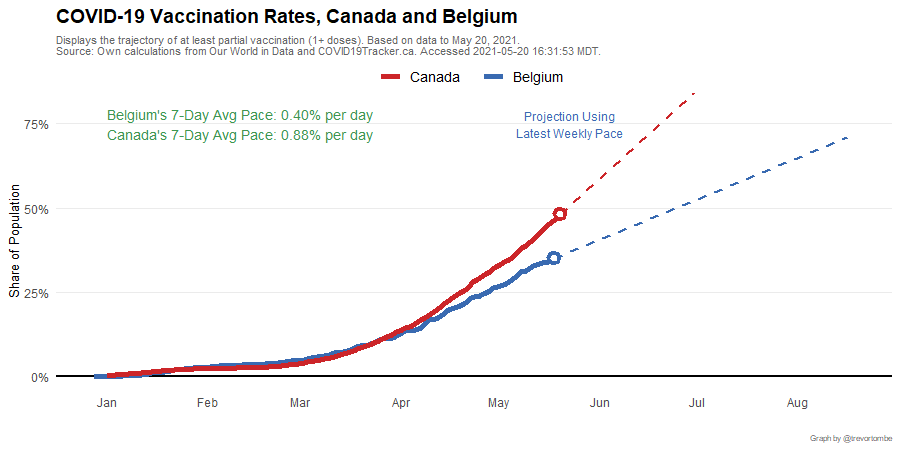 COVID-19 Vaccination Rates, Canada and Belgium
Displays the trajectory of at least partial vaccination (1+ doses). Based on data to May 20, 2021.
Source: Own calculations from Our World in Data and COVID19Tracker.ca. Accessed 2021-05-20 16:31:53 MDT.
Canada Belgium
Belgium's 7-Day Avg Pace: 0.40% per day
Canada's 7-Day Avg Pace: 0.88% per day
Projection Using
Latest Weekly Pace
Share of Population
75%
50%
25%
0%
Jan Feb Mar Apr May Jun Jul Aug
Graph by @trevortombe